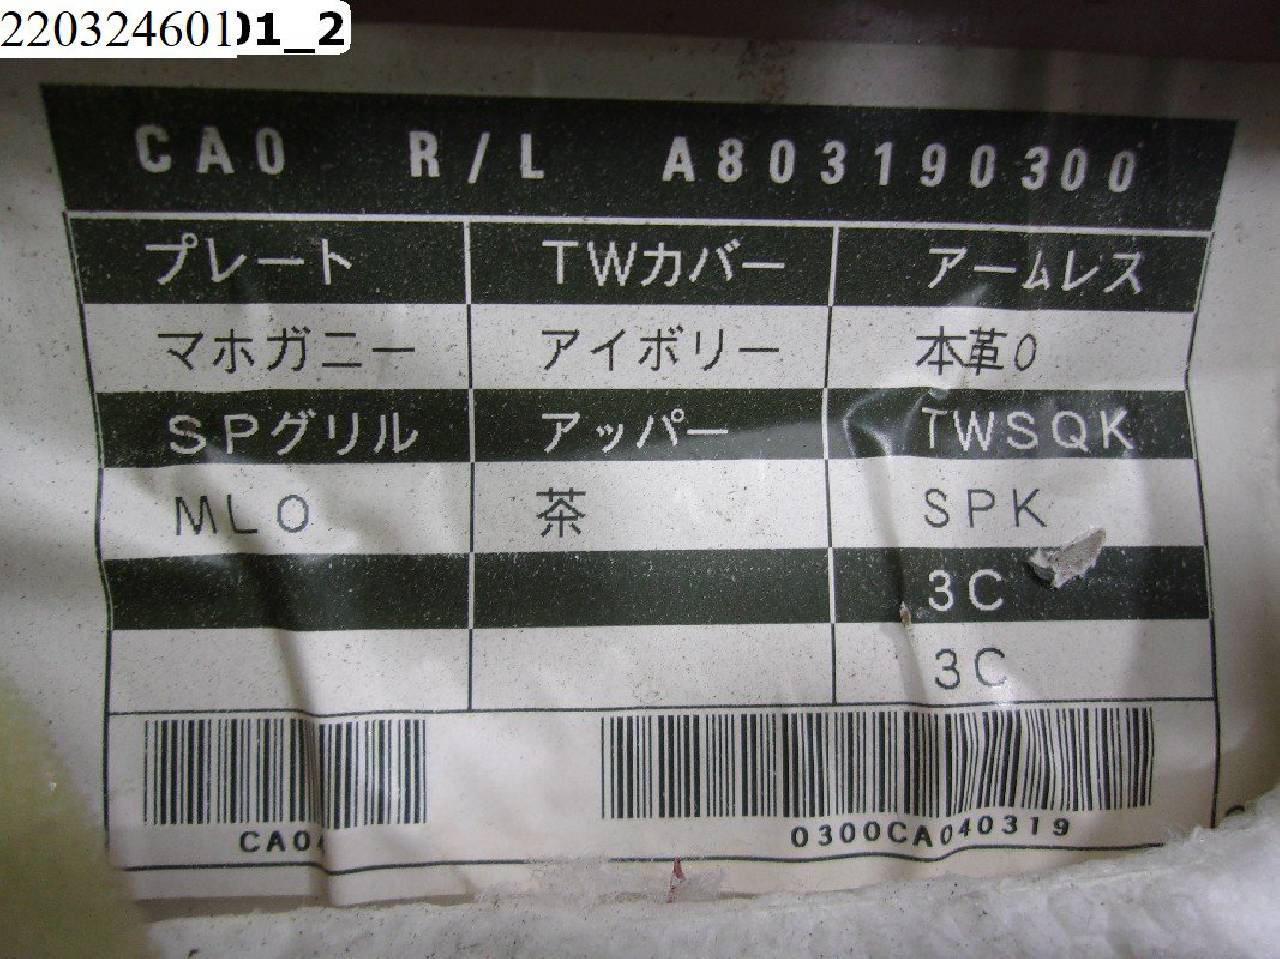 22032460101_2
CA0 R/L A803190300
プレート TWカバー アームレス
マホガニー アイボリー 本革0
SPグリル アッパー TWSQK
MLO 茶 SPK
3C
3C
CA0 0300CA040319